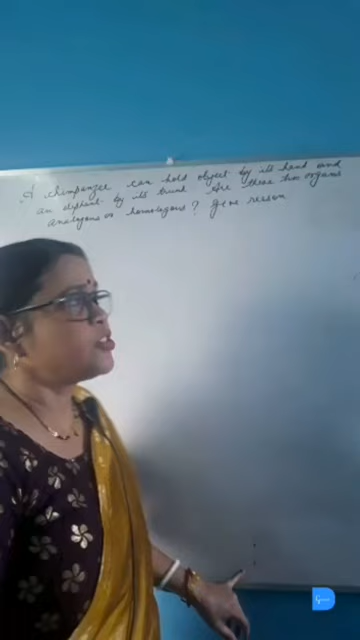 A chimpanzee can hold object by its hand and
an elphant by its trunk. Are these two organs
analogous or homologous? Give reason